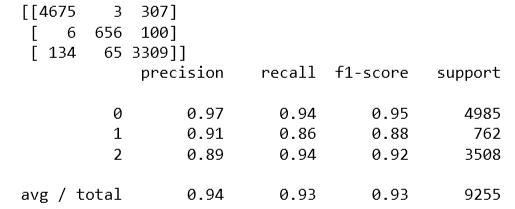 [[4675 3 307]
[ 6 656 100]
[ 134 65 3309]]
precision recall f1-score support
0 0.97 0.94 0.95 4985
1 0.91 0.86 0.88 762
2 0.89 0.94 0.92 3508
avg / total 0.94 0.93 0.93 9255